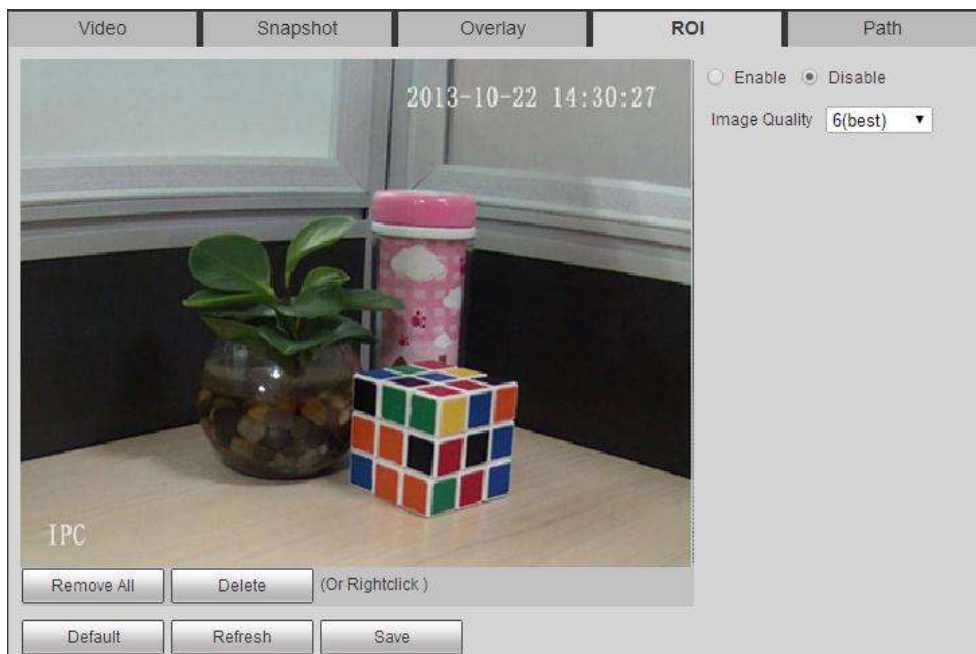 Video Snapshot Overlay ROI Path
2013-10-22 14:30:27
Enable Disable
Image Quality 6(best)
IPC
Remove All Delete (Or Rightclick )
Default Refresh Save